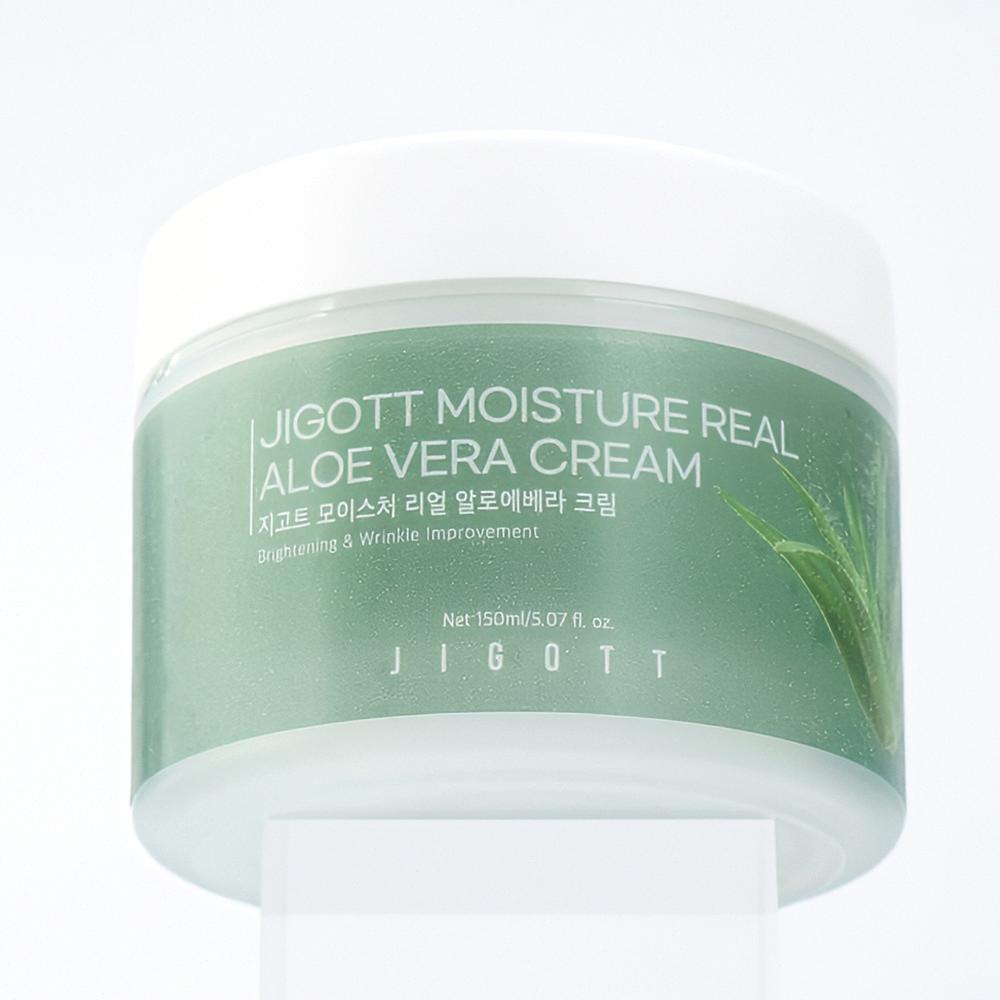 JIGOTT MOISTURE REAL
ALOE VERA CREAM
지고트 모이스처 리얼 알로에베라 크림
Brightening & Wrinkle Improvement
Net 150ml/5.07 fl. oz.
JIGOTT